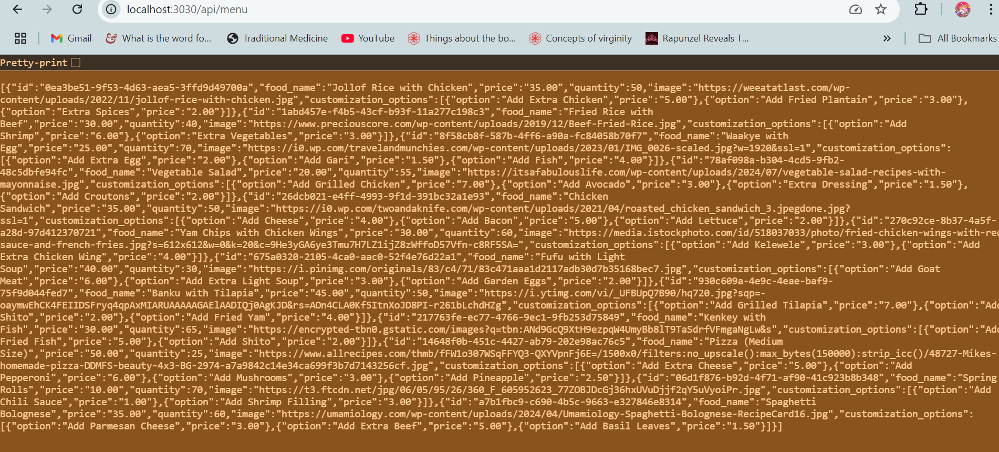 localhost:3030/api/menu
Gmail
What is the word fo...
Traditional Medicine
YouTube
Things about the bo...
Concepts of virginity
Rapunzel Reveals T...
All Bookmarks
Pretty-print
[{"id":"0ea3be51-9f53-4d63-aea5-3ffd9d49700a","food_name":"Jollof Rice with Chicken","price":"35.00","quantity":50,"image":"https://weeatatlast.com/wp-
content/uploads/2022/11/jollof-rice-with-chicken.jpg","customization_options":[{"option":"Add Extra Chicken","price":"5.00"},{"option":"Add Fried Plantain","price":"3.00"},
{"option":"Extra Spices","price":"2.00"}]},{"id":"1abd457e-f4b5-43cf-b93f-11a277c198c3","food_name":"Fried Rice with
Beef","price":"30.00","quantity":40,"image":"https://www.preciouscore.com/wp-content/uploads/2019/12/Beef-Fried-Rice.jpg","customization_options":[{"option":"Add
Shrimp","price":"6.00"},{"option":"Extra Vegetables","price":"3.00"}]},{"id":"8f58cb8f-587b-4ff6-a90a-fc84058b70f7","food_name":"Waakye with
Egg","price":"25.00","quantity":70,"image":"https://i0.wp.com/travelandmunchies.com/wp-content/uploads/2023/01/IMG_0026-scaled.jpg?w=1920&ssl=1","customization_options":
[{"option":"Add Extra Egg","price":"2.00"},{"option":"Add Gari","price":"1.50"},{"option":"Add Fish","price":"4.00"}]},{"id":"78af098a-b304-4cd5-9fb2-
48c5dbfe94fc","food_name":"Vegetable Salad","price":"20.00","quantity":55,"image":"https://itsafabulouslife.com/wp-content/uploads/2024/07/vegetable-salad-recipes-with-
mayonnaise.jpg","customization_options":[{"option":"Add Grilled Chicken","price":"7.00"},{"option":"Add Avocado","price":"3.00"},{"option":"Extra Dressing","price":"1.50"},
{"option":"Add Croutons","price":"2.00"}]},{"id":"26dcb021-e4ff-4993-9f1d-391bc32a1e93","food_name":"Chicken
Sandwich","price":"35.00","quantity":50,"image":"https://i0.wp.com/twoandaknife.com/wp-content/uploads/2021/04/roasted_chicken_sandwich_3.jpegdone.jpg?
ssl=1","customization_options":[{"option":"Add Cheese","price":"4.00"},{"option":"Add Bacon","price":"5.00"},{"option":"Add Lettuce","price":"2.00"}]},{"id":"270c92ce-8b37-4a5f-
a28d-97d412370721","food_name":"Yam Chips with Chicken Wings","price":"30.00","quantity":60,"image":"https://media.istockphoto.com/id/518037033/photo/fried-chicken-wings-with-red
sauce-and-french-fries.jpg?s=612x612&w=0&k=20&c=9He3yGA6ye3Tmu7H7LZ1ijZ8zWffoD57Vfn-c8RF5SA=","customization_options":[{"option":"Add Kelewele","price":"3.00"},{"option":"Add
Extra Chicken Wing","price":"4.00"}]},{"id":"675a0320-2105-4ca0-aac0-52f4e76d22a1","food_name":"Fufu with Light
Soup","price":"40.00","quantity":30,"image":"https://i.pinimg.com/originals/83/c4/71/83c471aaa1d2117adb30d7b35168bec7.jpg","customization_options":[{"option":"Add Goat
Meat","price":"6.00"},{"option":"Add Extra Light Soup","price":"3.00"},{"option":"Add Garden Eggs","price":"2.00"}]},{"id":"930c609a-4e9c-4eae-baf9-
75f9d044fed7","food_name":"Banku with Tilapia","price":"45.00","quantity":50,"image":"https://i.ytimg.com/vi/_UFBUpQ7B90/hq720.jpg?sqp=-
oaymwEhCK4FEIIDSFryq4qpAxMIARUAAAAAGAElAADIQj0AgKJD&rs=AOn4CLA0Kf5ItnXoJD8PI-r261bLchdHZg","customization_options":[{"option":"Add Grilled Tilapia","price":"7.00"},{"option":"Add
Shito","price":"2.00"},{"option":"Add Fried Yam","price":"4.00"}]},{"id":"217763fe-ec77-4766-9ec1-9fb253d75849","food_name":"Kenkey with
Fish","price":"30.00","quantity":65,"image":"https://encrypted-tbn0.gstatic.com/images?q=tbn:ANd9GcQ9XtH9ezpqW4UmyBb8lT9TaSdrfVFmgaNgLw&s","customization_options":[{"option":"Add
Fried Fish","price":"5.00"},{"option":"Add Shito","price":"2.00"}]},{"id":"14648f0b-451c-4427-ab79-202e98ac76c5","food_name":"Pizza (Medium
Size)","price":"50.00","quantity":25,"image":"https://www.allrecipes.com/thmb/fFW1o307WSqFFYQ3-QXYVpnFj6E=/1500x0/filters:no_upscale():max_bytes(150000):strip_icc()/48727-Mikes-
homemade-pizza-DDMFS-beauty-4x3-BG-2974-a7a9842c14e34ca699f3b7d7143256cf.jpg","customization_options":[{"option":"Add Extra Cheese","price":"5.00"},{"option":"Add
Pepperoni","price":"6.00"},{"option":"Add Mushrooms","price":"3.00"},{"option":"Add Pineapple","price":"2.50"}]},{"id":"06d1f876-b92d-4f71-af90-41c923b8b348","food_name":"Spring
Rolls","price":"10.00","quantity":70,"image":"https://t3.ftcdn.net/jpg/06/05/95/26/360_F_605952623_77ZOBJDcGj36hxUVuDjjf2qY5uVyoiPr.jpg","customization_options":[{"option":"Add
Chili Sauce","price":"1.00"},{"option":"Add Shrimp Filling","price":"3.00"}]},{"id":"a7b1fbc9-c690-4b5c-9663-e327846e8314","food_name":"Spaghetti
Bolognese","price":"35.00","quantity":60,"image":"https://umamiology.com/wp-content/uploads/2024/04/Umamiology-Spaghetti-Bolognese-RecipeCard16.jpg","customization_options":
[{"option":"Add Parmesan Cheese","price":"3.00"},{"option":"Add Extra Beef","price":"5.00"},{"option":"Add Basil Leaves","price":"1.50"}]}]